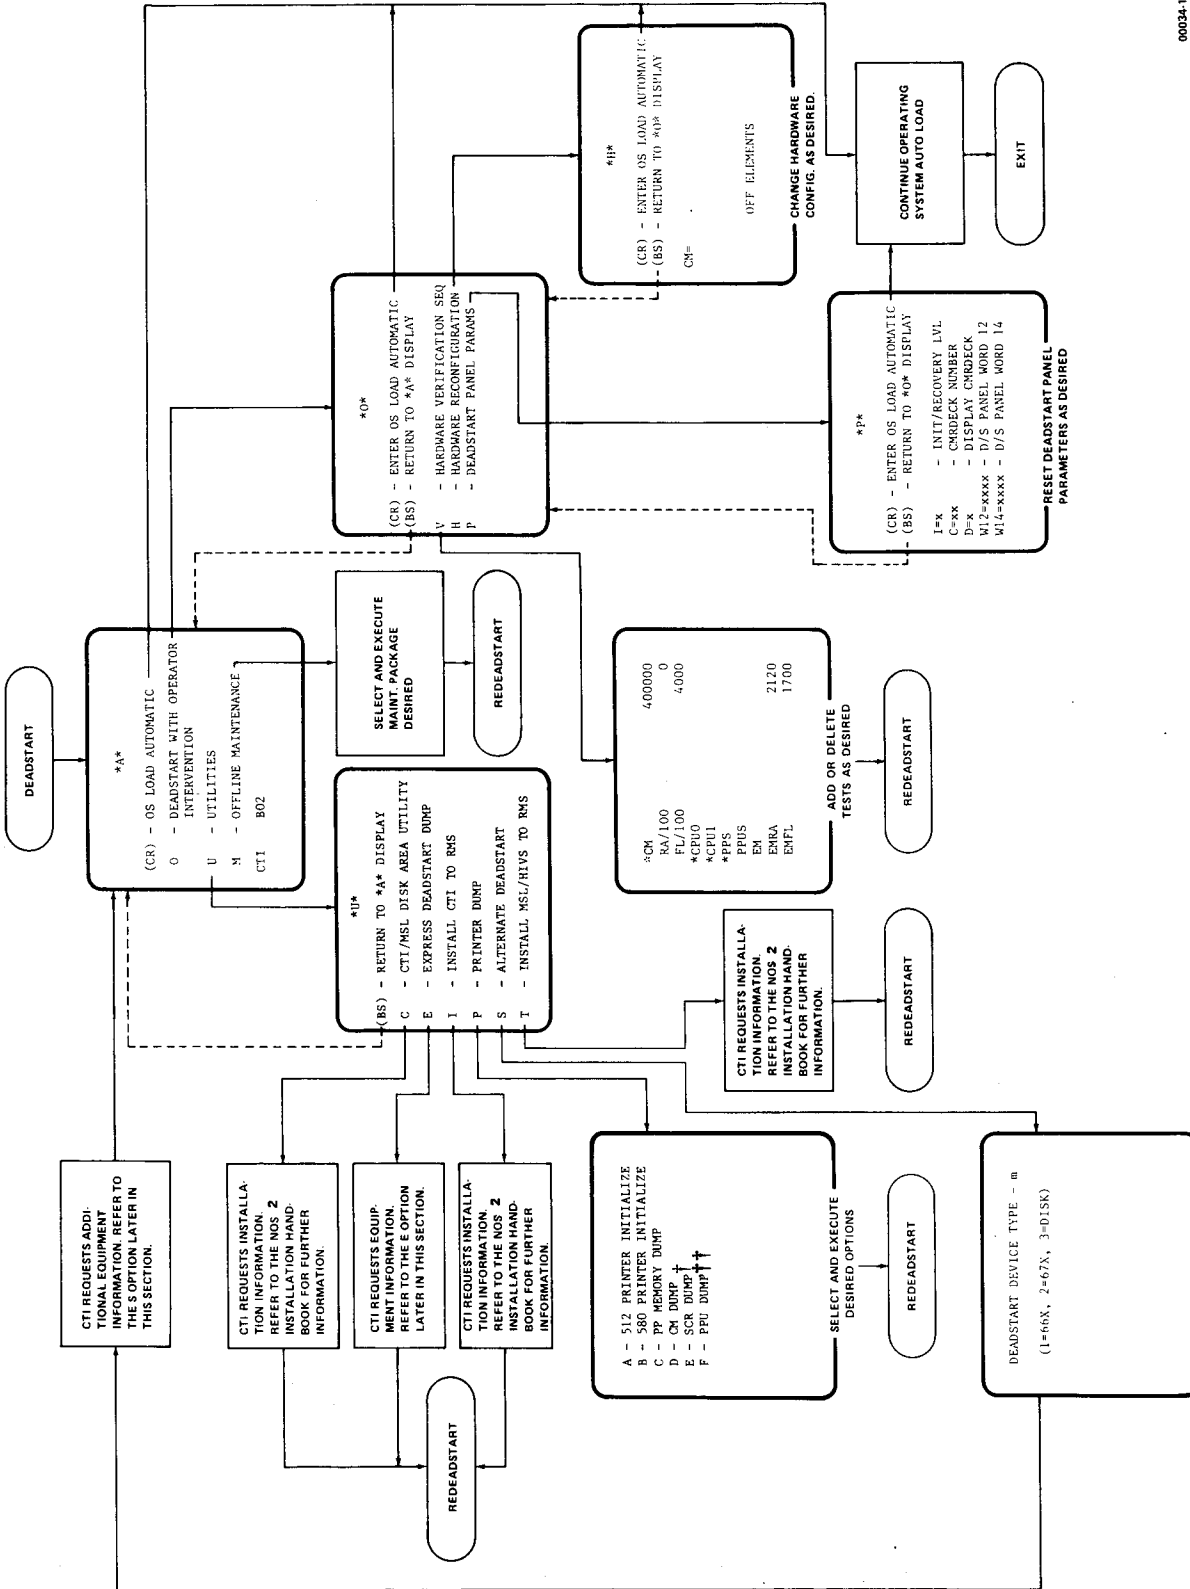 DEADSTART
*A*
(CR) - OS LOAD AUTOMATIC
O - DEADSTART WITH OPERATOR
INTERVENTION
U - UTILITIES
M - OFFLINE MAINTENANCE
CTI B02
CTI REQUESTS ADDI-
TIONAL EQUIPMENT
INFORMATION. REFER TO
THE S OPTION LATER IN
THIS SECTION.
SELECT AND EXECUTE
MAINT. PACKAGE
DESIRED
REDEADSTART
*O*
(CR) - ENTER OS LOAD AUTOMATIC
(BS) - RETURN TO *A* DISPLAY
V - HARDWARE VERIFICATION SEQ
H - HARDWARE RECONFIGURATION
P - DEADSTART PANEL PARAMS
*H*
(CR) - ENTER OS LOAD AUTOMATIC
(BS) - RETURN TO *O* DISPLAY
CM=
OFF ELEMENTS
CHANGE HARDWARE
CONFIG. AS DESIRED.
*U*
(BS) - RETURN TO *A* DISPLAY
C - CTI/MSL DISK AREA UTILITY
E - EXPRESS DEADSTART DUMP
I - INSTALL CTI TO RMS
P - PRINTER DUMP
S - ALTERNATE DEADSTART
T - INSTALL MSL/HIVS TO RMS
CTI REQUESTS INSTALLA-
TION INFORMATION.
REFER TO THE NOS 2
INSTALLATION HAND-
BOOK FOR FURTHER
INFORMATION.
CTI REQUESTS EQUIP-
MENT INFORMATION.
REFER TO THE E OPTION
LATER IN THIS SECTION.
CTI REQUESTS INSTALLA-
TION INFORMATION.
REFER TO THE NOS 2
INSTALLATION HAND-
BOOK FOR FURTHER
INFORMATION.
REDEADSTART
*CM 400000
RA/100 0
FL/100 4000
*CPU0
*CPU1
*PPS
PPUS
EM
EMRA 2120
EMFL 1700
ADD OR DELETE
TESTS AS DESIRED
REDEADSTART
*P*
(CR) - ENTER OS LOAD AUTOMATIC
(BS) - RETURN TO *O* DISPLAY
I=x - INIT/RECOVERY LVL
C=xx - CMRDECK NUMBER
D=x - DISPLAY CMRDECK
W12=xxxx - D/S PANEL WORD 12
W14=xxxx - D/S PANEL WORD 14
RESET DEADSTART PANEL
PARAMETERS AS DESIRED
CONTINUE OPERATING
SYSTEM AUTO LOAD
EXIT
CTI REQUESTS INSTALLA-
TION INFORMATION.
REFER TO THE NOS 2
INSTALLATION HAND-
BOOK FOR FURTHER
INFORMATION.
REDEADSTART
A - 512 PRINTER INITIALIZE
B - 580 PRINTER INITIALIZE
C - PP MEMORY DUMP
D - CM DUMP
E - SCR DUMP†
F - PPU DUMP††
SELECT AND EXECUTE
DESIRED OPTIONS
REDEADSTART
DEADSTART DEVICE TYPE - m
(1=66X, 2=67X, 3=DISK)
00034-1